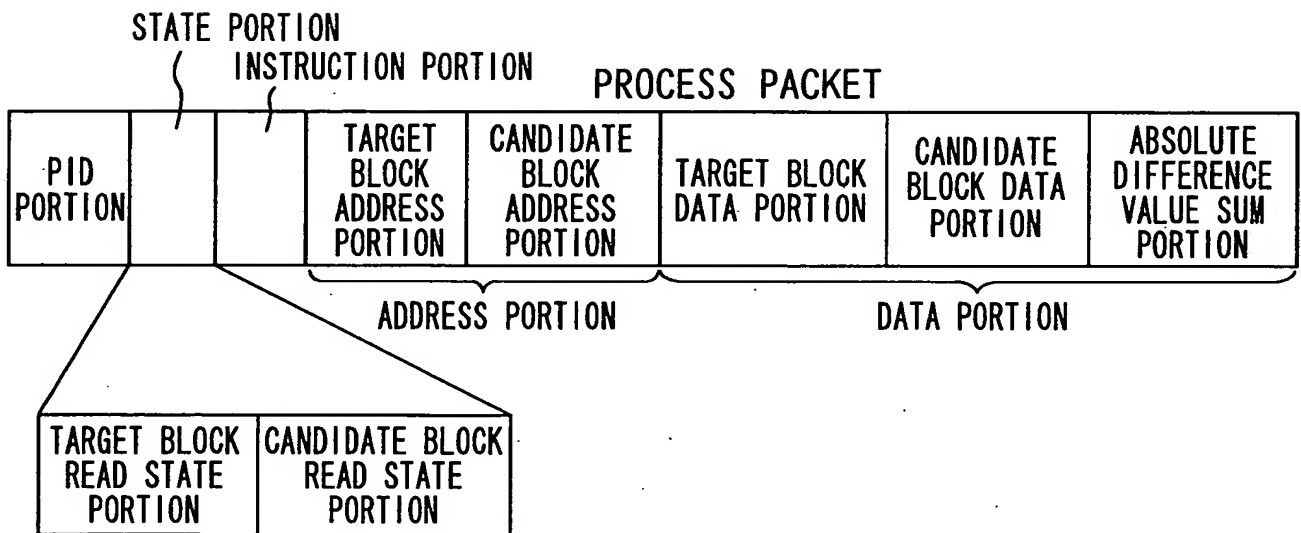 STATE PORTION
INSTRUCTION PORTION
PROCESS PACKET
PID
PORTION
TARGET
BLOCK
ADDRESS
PORTION
CANDIDATE
BLOCK
ADDRESS
PORTION
TARGET BLOCK
DATA PORTION
CANDIDATE
BLOCK DATA
PORTION
ABSOLUTE
DIFFERENCE
VALUE SUM
PORTION
ADDRESS PORTION
DATA PORTION
TARGET BLOCK
READ STATE
PORTION
CANDIDATE BLOCK
READ STATE
PORTION